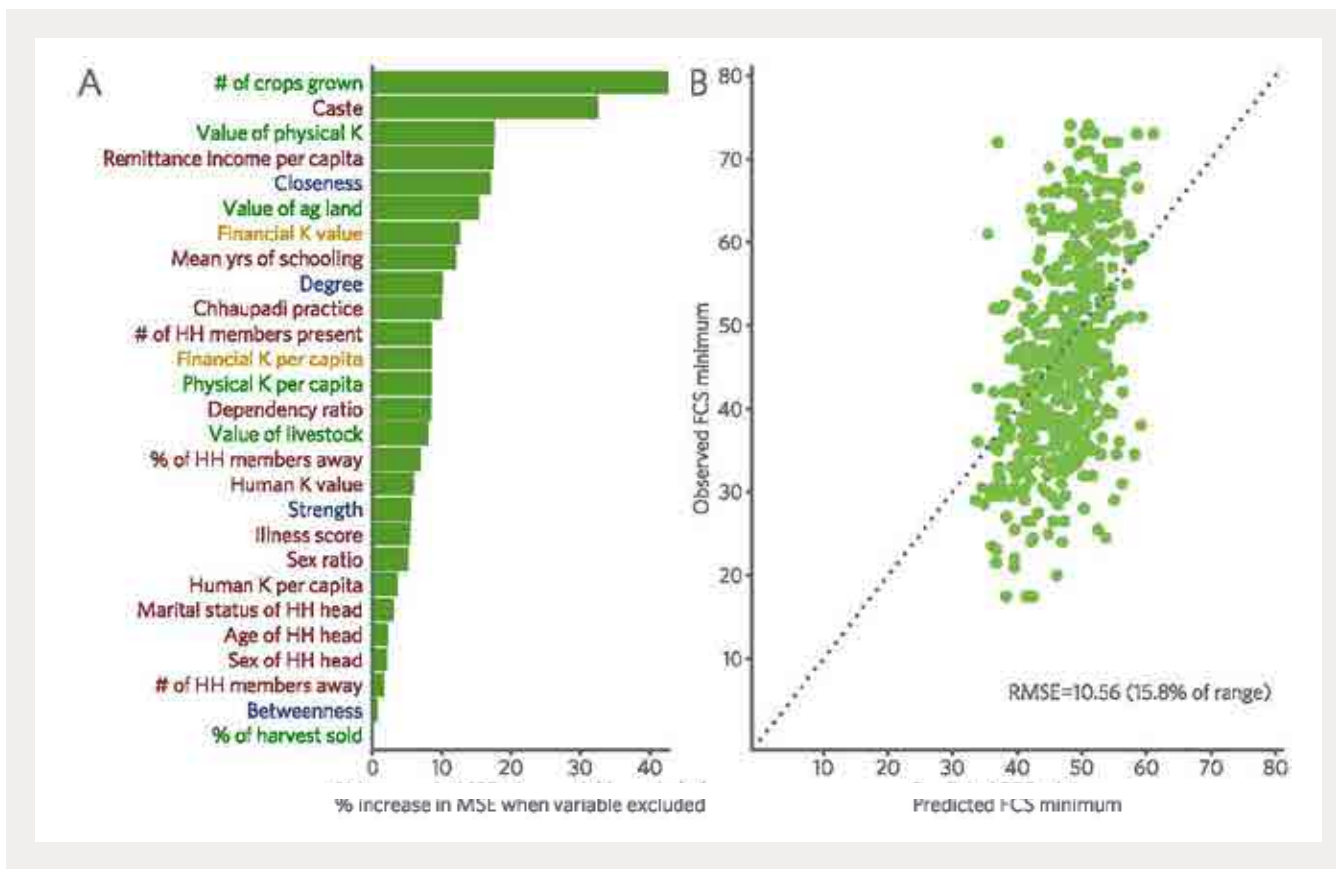 A
# of crops grown
Caste
Value of physical K
Remittance Income per capita
Closeness
Value of ag land
Financial K value
Mean yrs of schooling
Degree
Chhaupadi practice
# of HH members present
Financial K per capita
Physical K per capita
Dependency ratio
Value of livestock
% of HH members away
Human K value
Strength
Illness score
Sex ratio
Human K per capita
Marital status of HH head
Age of HH head
Sex of HH head
# of HH members away
Betweenness
% of harvest sold
0 10 20 30 40
% increase in MSE when variable excluded
B
80
70
60
50
40
30
20
10
Observed FCS minimum
RMSE=10.56 (15.8% of range)
10 20 30 40 50 60 70 80
Predicted FCS minimum